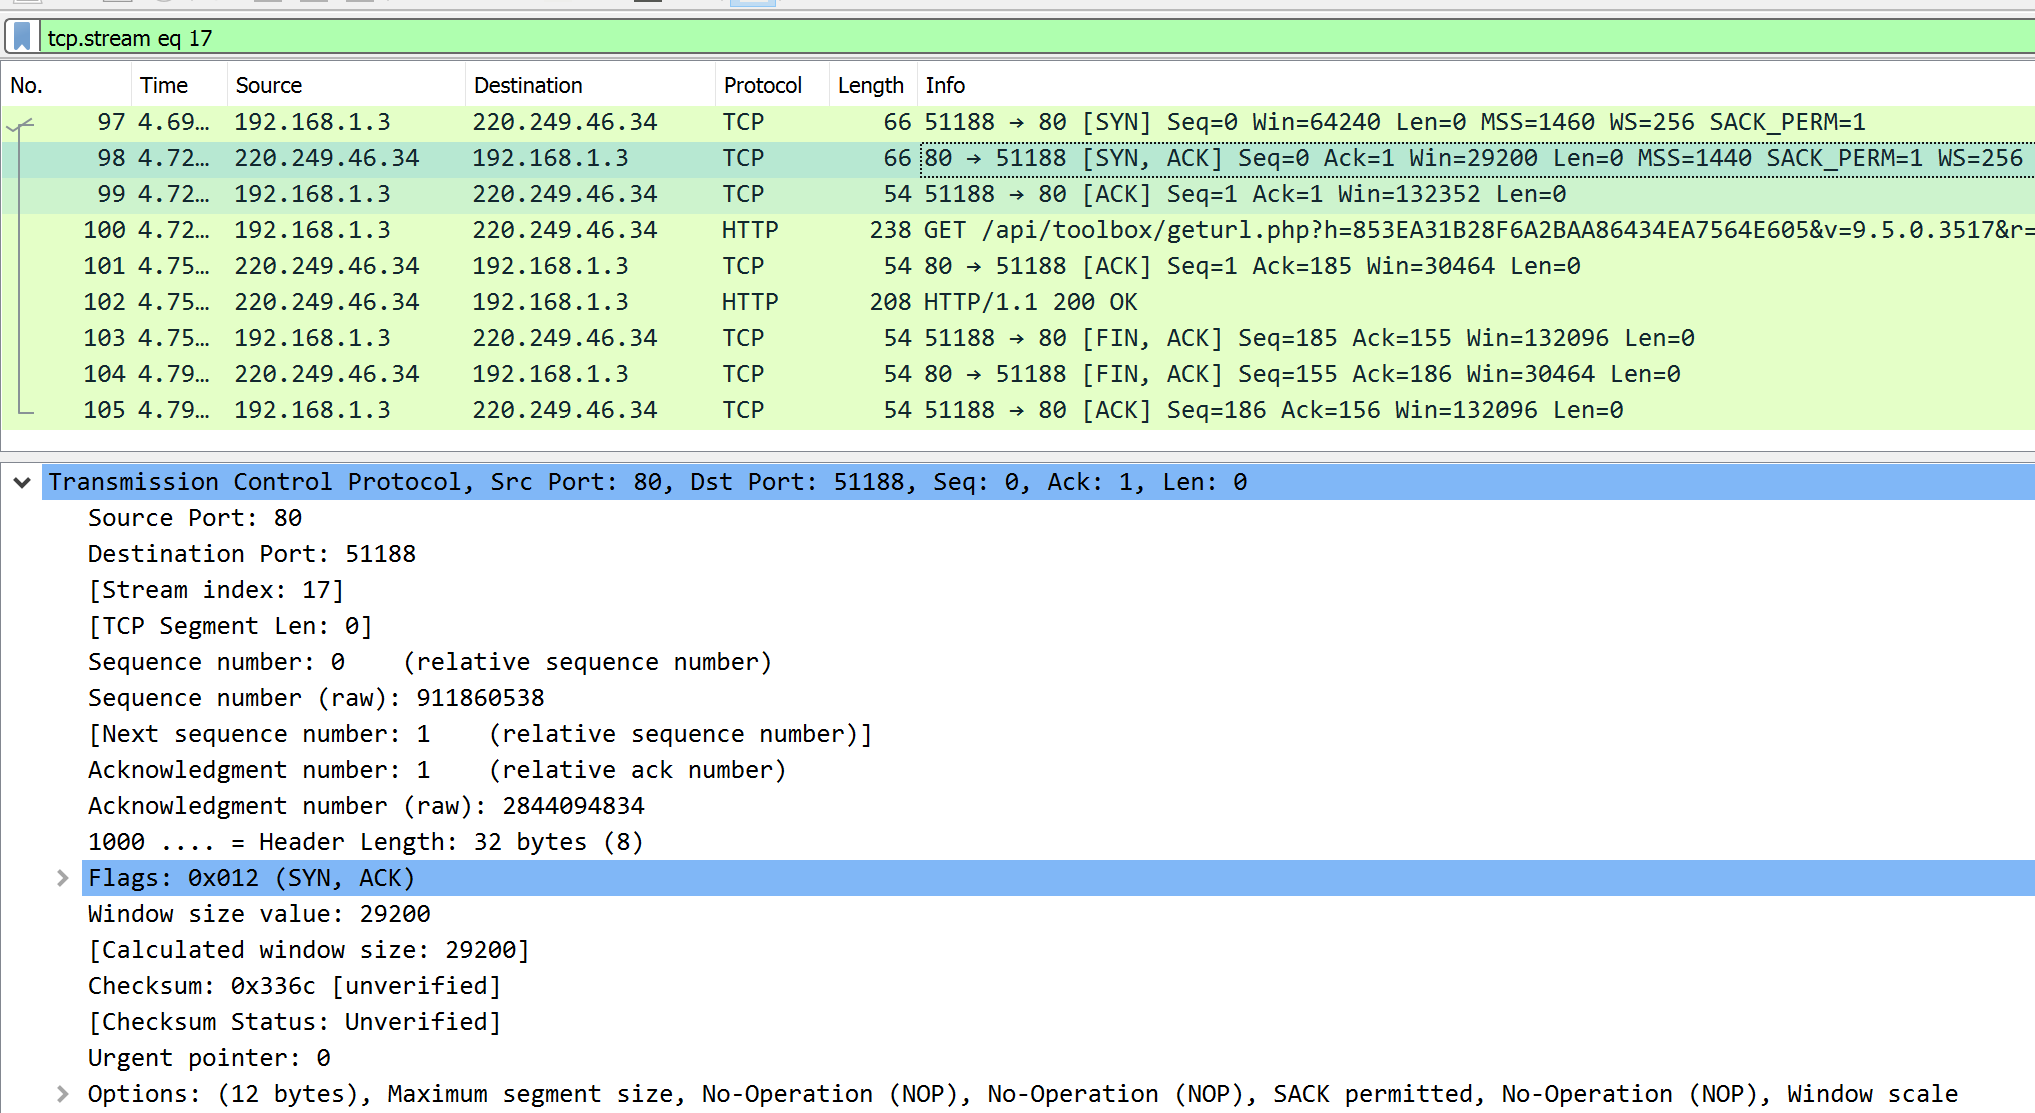 tcp.stream eq 17
No. Time Source Destination Protocol Length Info
97 4.69… 192.168.1.3 220.249.46.34 TCP 66 51188 → 80 [SYN] Seq=0 Win=64240 Len=0 MSS=1460 WS=256 SACK_PERM=1
98 4.72… 220.249.46.34 192.168.1.3 TCP 66 80 → 51188 [SYN, ACK] Seq=0 Ack=1 Win=29200 Len=0 MSS=1440 SACK_PERM=1 WS=256
99 4.72… 192.168.1.3 220.249.46.34 TCP 54 51188 → 80 [ACK] Seq=1 Ack=1 Win=132352 Len=0
100 4.72… 192.168.1.3 220.249.46.34 HTTP 238 GET /api/toolbox/geturl.php?h=853EA31B28F6A2BAA86434EA7564E605&v=9.5.0.3517&r=
101 4.75… 220.249.46.34 192.168.1.3 TCP 54 80 → 51188 [ACK] Seq=1 Ack=185 Win=30464 Len=0
102 4.75… 220.249.46.34 192.168.1.3 HTTP 208 HTTP/1.1 200 OK
103 4.75… 192.168.1.3 220.249.46.34 TCP 54 51188 → 80 [FIN, ACK] Seq=185 Ack=155 Win=132096 Len=0
104 4.79… 220.249.46.34 192.168.1.3 TCP 54 80 → 51188 [FIN, ACK] Seq=155 Ack=186 Win=30464 Len=0
105 4.79… 192.168.1.3 220.249.46.34 TCP 54 51188 → 80 [ACK] Seq=186 Ack=156 Win=132096 Len=0
Transmission Control Protocol, Src Port: 80, Dst Port: 51188, Seq: 0, Ack: 1, Len: 0
Source Port: 80
Destination Port: 51188
[Stream index: 17]
[TCP Segment Len: 0]
Sequence number: 0    (relative sequence number)
Sequence number (raw): 911860538
[Next sequence number: 1    (relative sequence number)]
Acknowledgment number: 1    (relative ack number)
Acknowledgment number (raw): 2844094834
1000 .... = Header Length: 32 bytes (8)
Flags: 0x012 (SYN, ACK)
Window size value: 29200
[Calculated window size: 29200]
Checksum: 0x336c [unverified]
[Checksum Status: Unverified]
Urgent pointer: 0
Options: (12 bytes), Maximum segment size, No-Operation (NOP), No-Operation (NOP), SACK permitted, No-Operation (NOP), Window scale